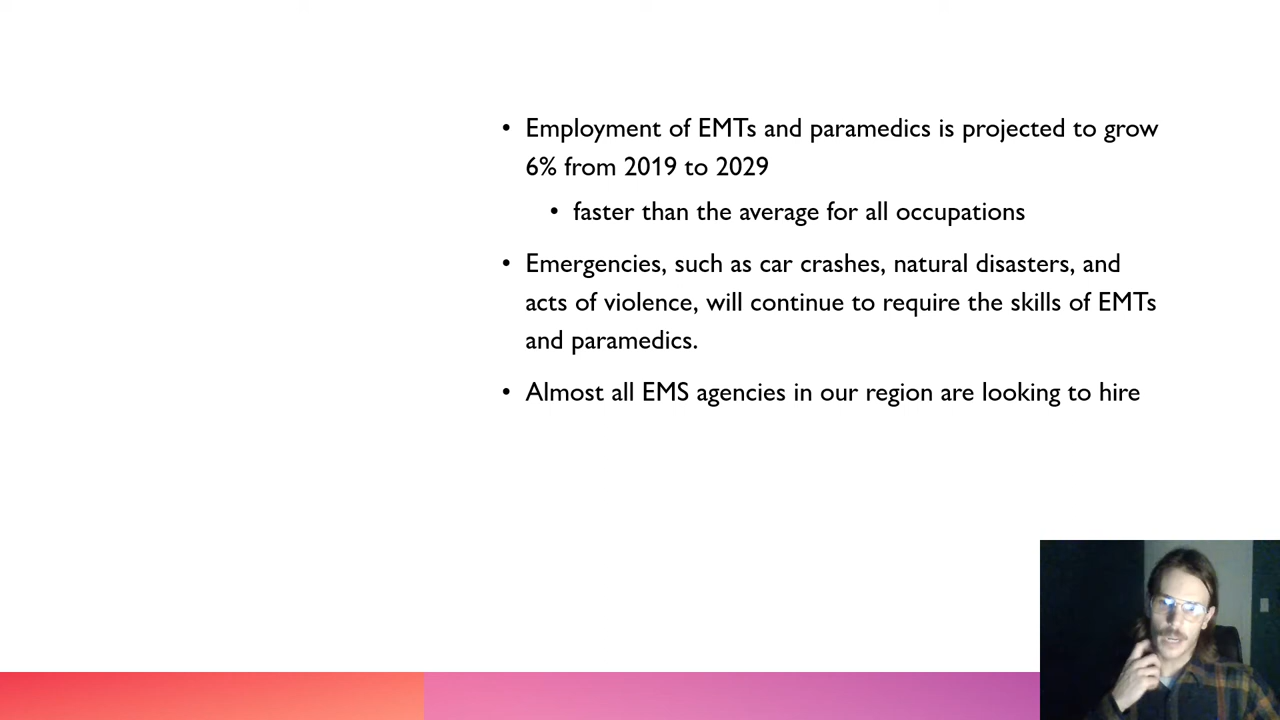 • Employment of EMTs and paramedics is projected to grow
6% from 2019 to 2029
• faster than the average for all occupations
• Emergencies, such as car crashes, natural disasters, and
acts of violence, will continue to require the skills of EMTs
and paramedics.
• Almost all EMS agencies in our region are looking to hire